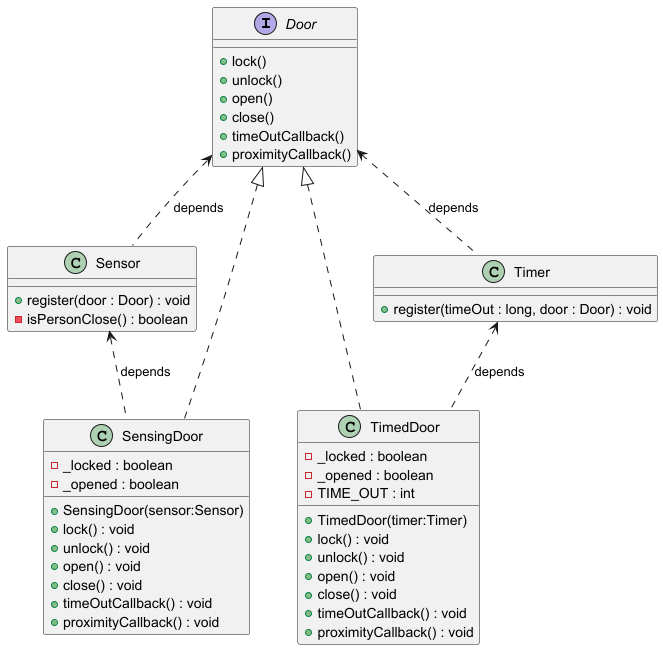 I Door
lock()
unlock()
open()
close()
timeOutCallback()
proximityCallback()
depends
depends
C Sensor
register(door : Door) : void
isPersonClose() : boolean
C Timer
register(timeOut : long, door : Door) : void
depends
depends
C SensingDoor
_locked : boolean
_opened : boolean
SensingDoor(sensor:Sensor)
lock() : void
unlock() : void
open() : void
close() : void
timeOutCallback() : void
proximityCallback() : void
C TimedDoor
_locked : boolean
_opened : boolean
TIME_OUT : int
TimedDoor(timer:Timer)
lock() : void
unlock() : void
open() : void
close() : void
timeOutCallback() : void
proximityCallback() : void